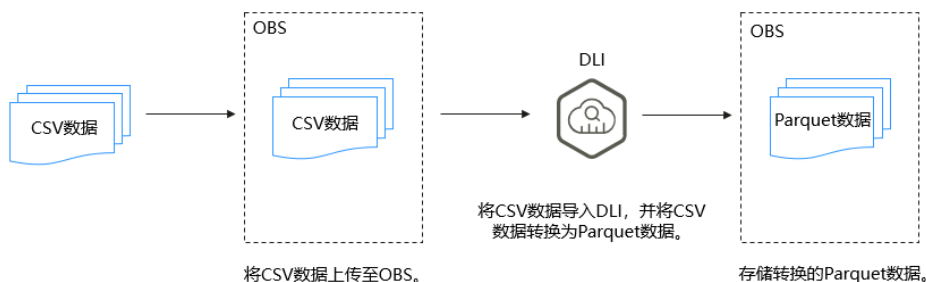 OBS
OBS
DLI
CSV数据
CSV数据
Parquet数据
将CSV数据导入DLI，并将CSV
数据转换为Parquet数据。
将CSV数据上传至OBS。
存储转换的Parquet数据。